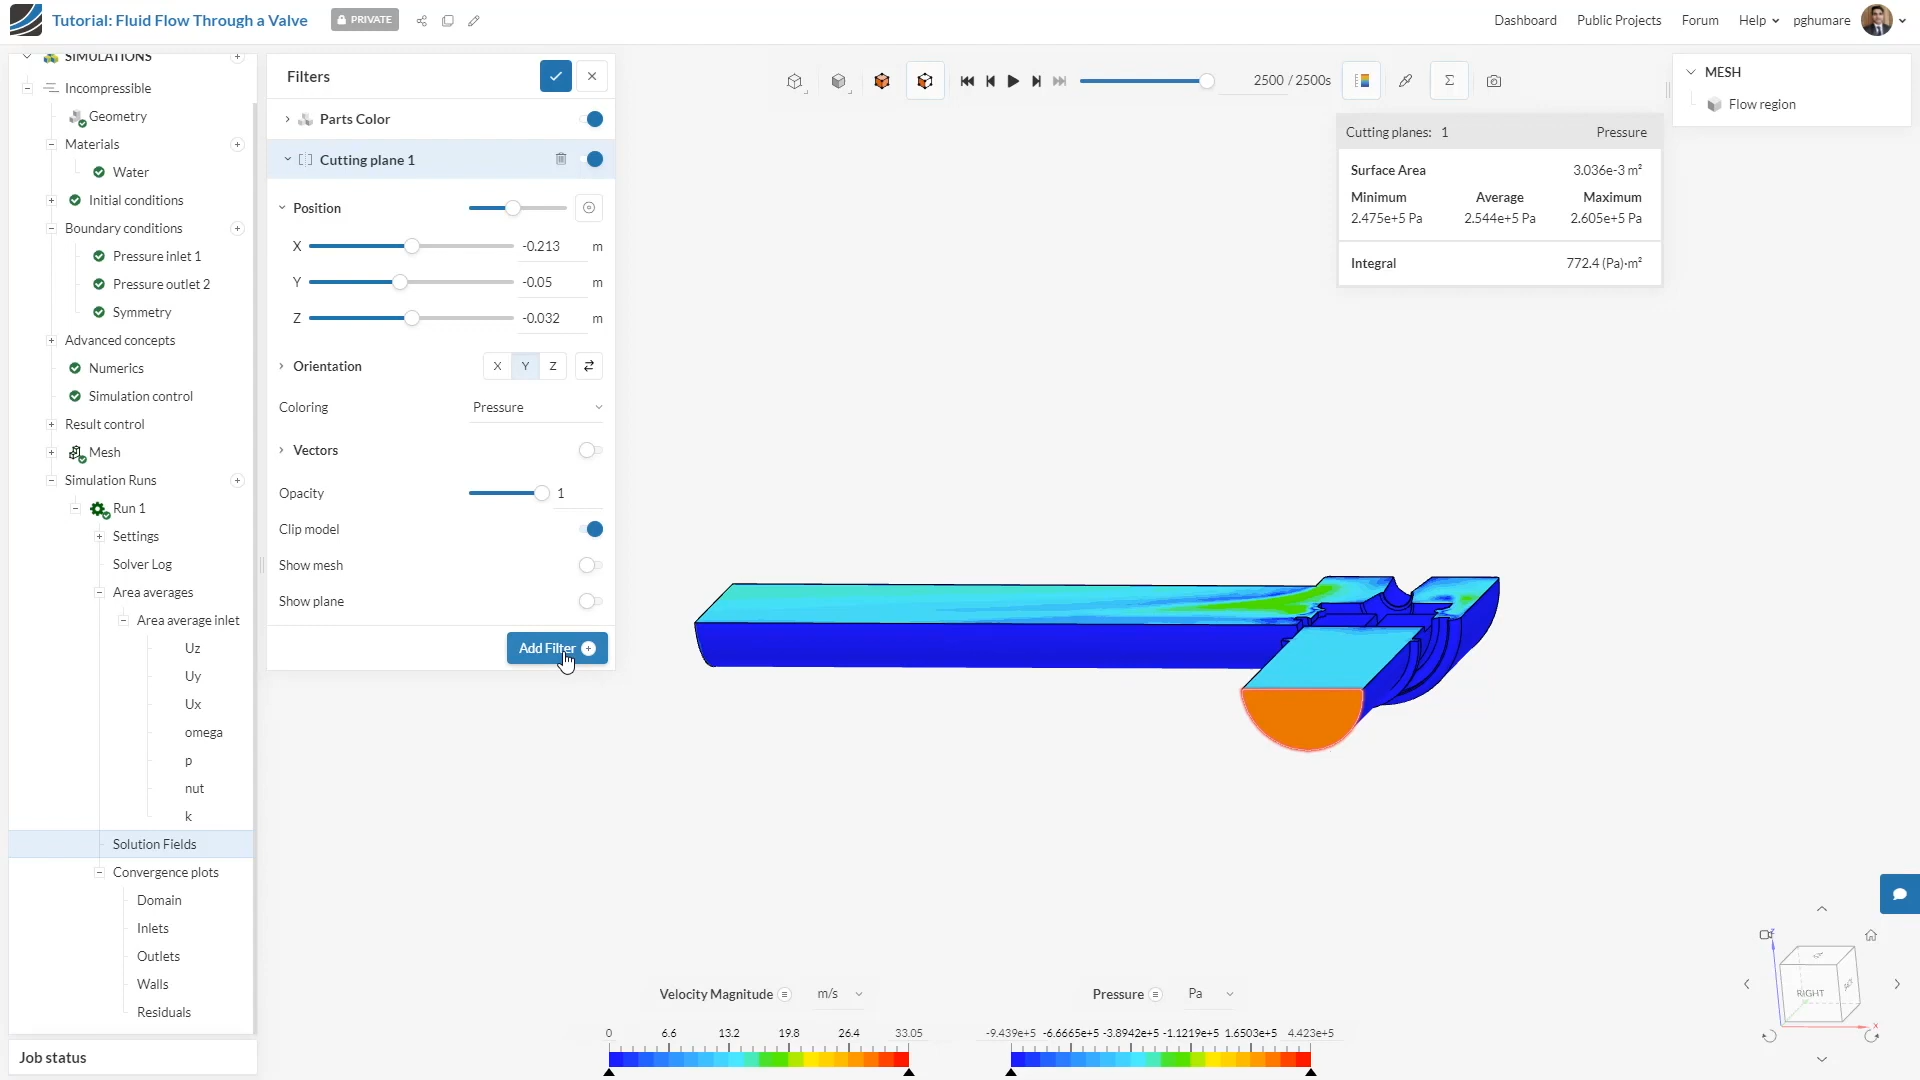 Tutorial: Fluid Flow Through a Valve
PRIVATE
Dashboard
Public Projects
Forum
Help
pghumare
SIMULATIONS
Incompressible
Geometry
Materials
Water
Initial conditions
Boundary conditions
Pressure inlet 1
Pressure outlet 2
Symmetry
Advanced concepts
Numerics
Simulation control
Result control
Mesh
Simulation Runs
Run 1
Settings
Solver Log
Area averages
Area average inlet
Uz
Uy
Ux
omega
p
nut
k
Solution Fields
Convergence plots
Domain
Inlets
Outlets
Walls
Residuals
Job status
Filters
Parts Color
Cutting plane 1
Position
X -0.213 m
Y -0.05 m
Z -0.032 m
Orientation X Y Z
Coloring Pressure
Vectors
Opacity 1
Clip model
Show mesh
Show plane
Add Filter
2500 / 2500s
Σ
Cutting planes: 1 Pressure
Surface Area 3.036e-3 m²
Minimum Average Maximum
2.475e+5 Pa 2.544e+5 Pa 2.605e+5 Pa
Integral 772.4 (Pa)·m²
MESH
Flow region
Velocity Magnitude m/s
0 6.6 13.2 19.8 26.4 33.05
Pressure Pa
-9.439e+5 -6.6665e+5 -3.8942e+5 -1.1219e+5 1.6503e+5 4.423e+5
Z
RIGHT
X